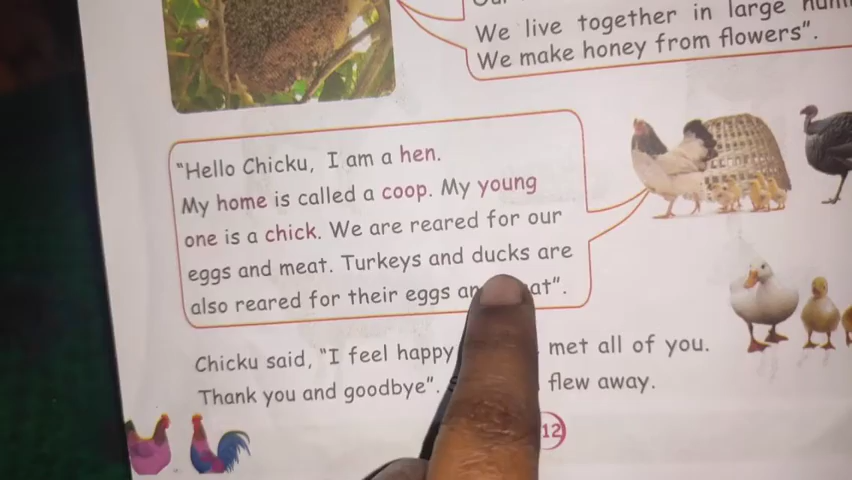 We live together in large
We make honey from flowers".
"Hello Chicku, I am a hen.
My home is called a coop. My young
one is a chick. We are reared for our
eggs and meat. Turkeys and ducks are
also reared for their eggs
Chicku said, "I feel happy met all of you.
Thank you and goodbye". flew away.
12